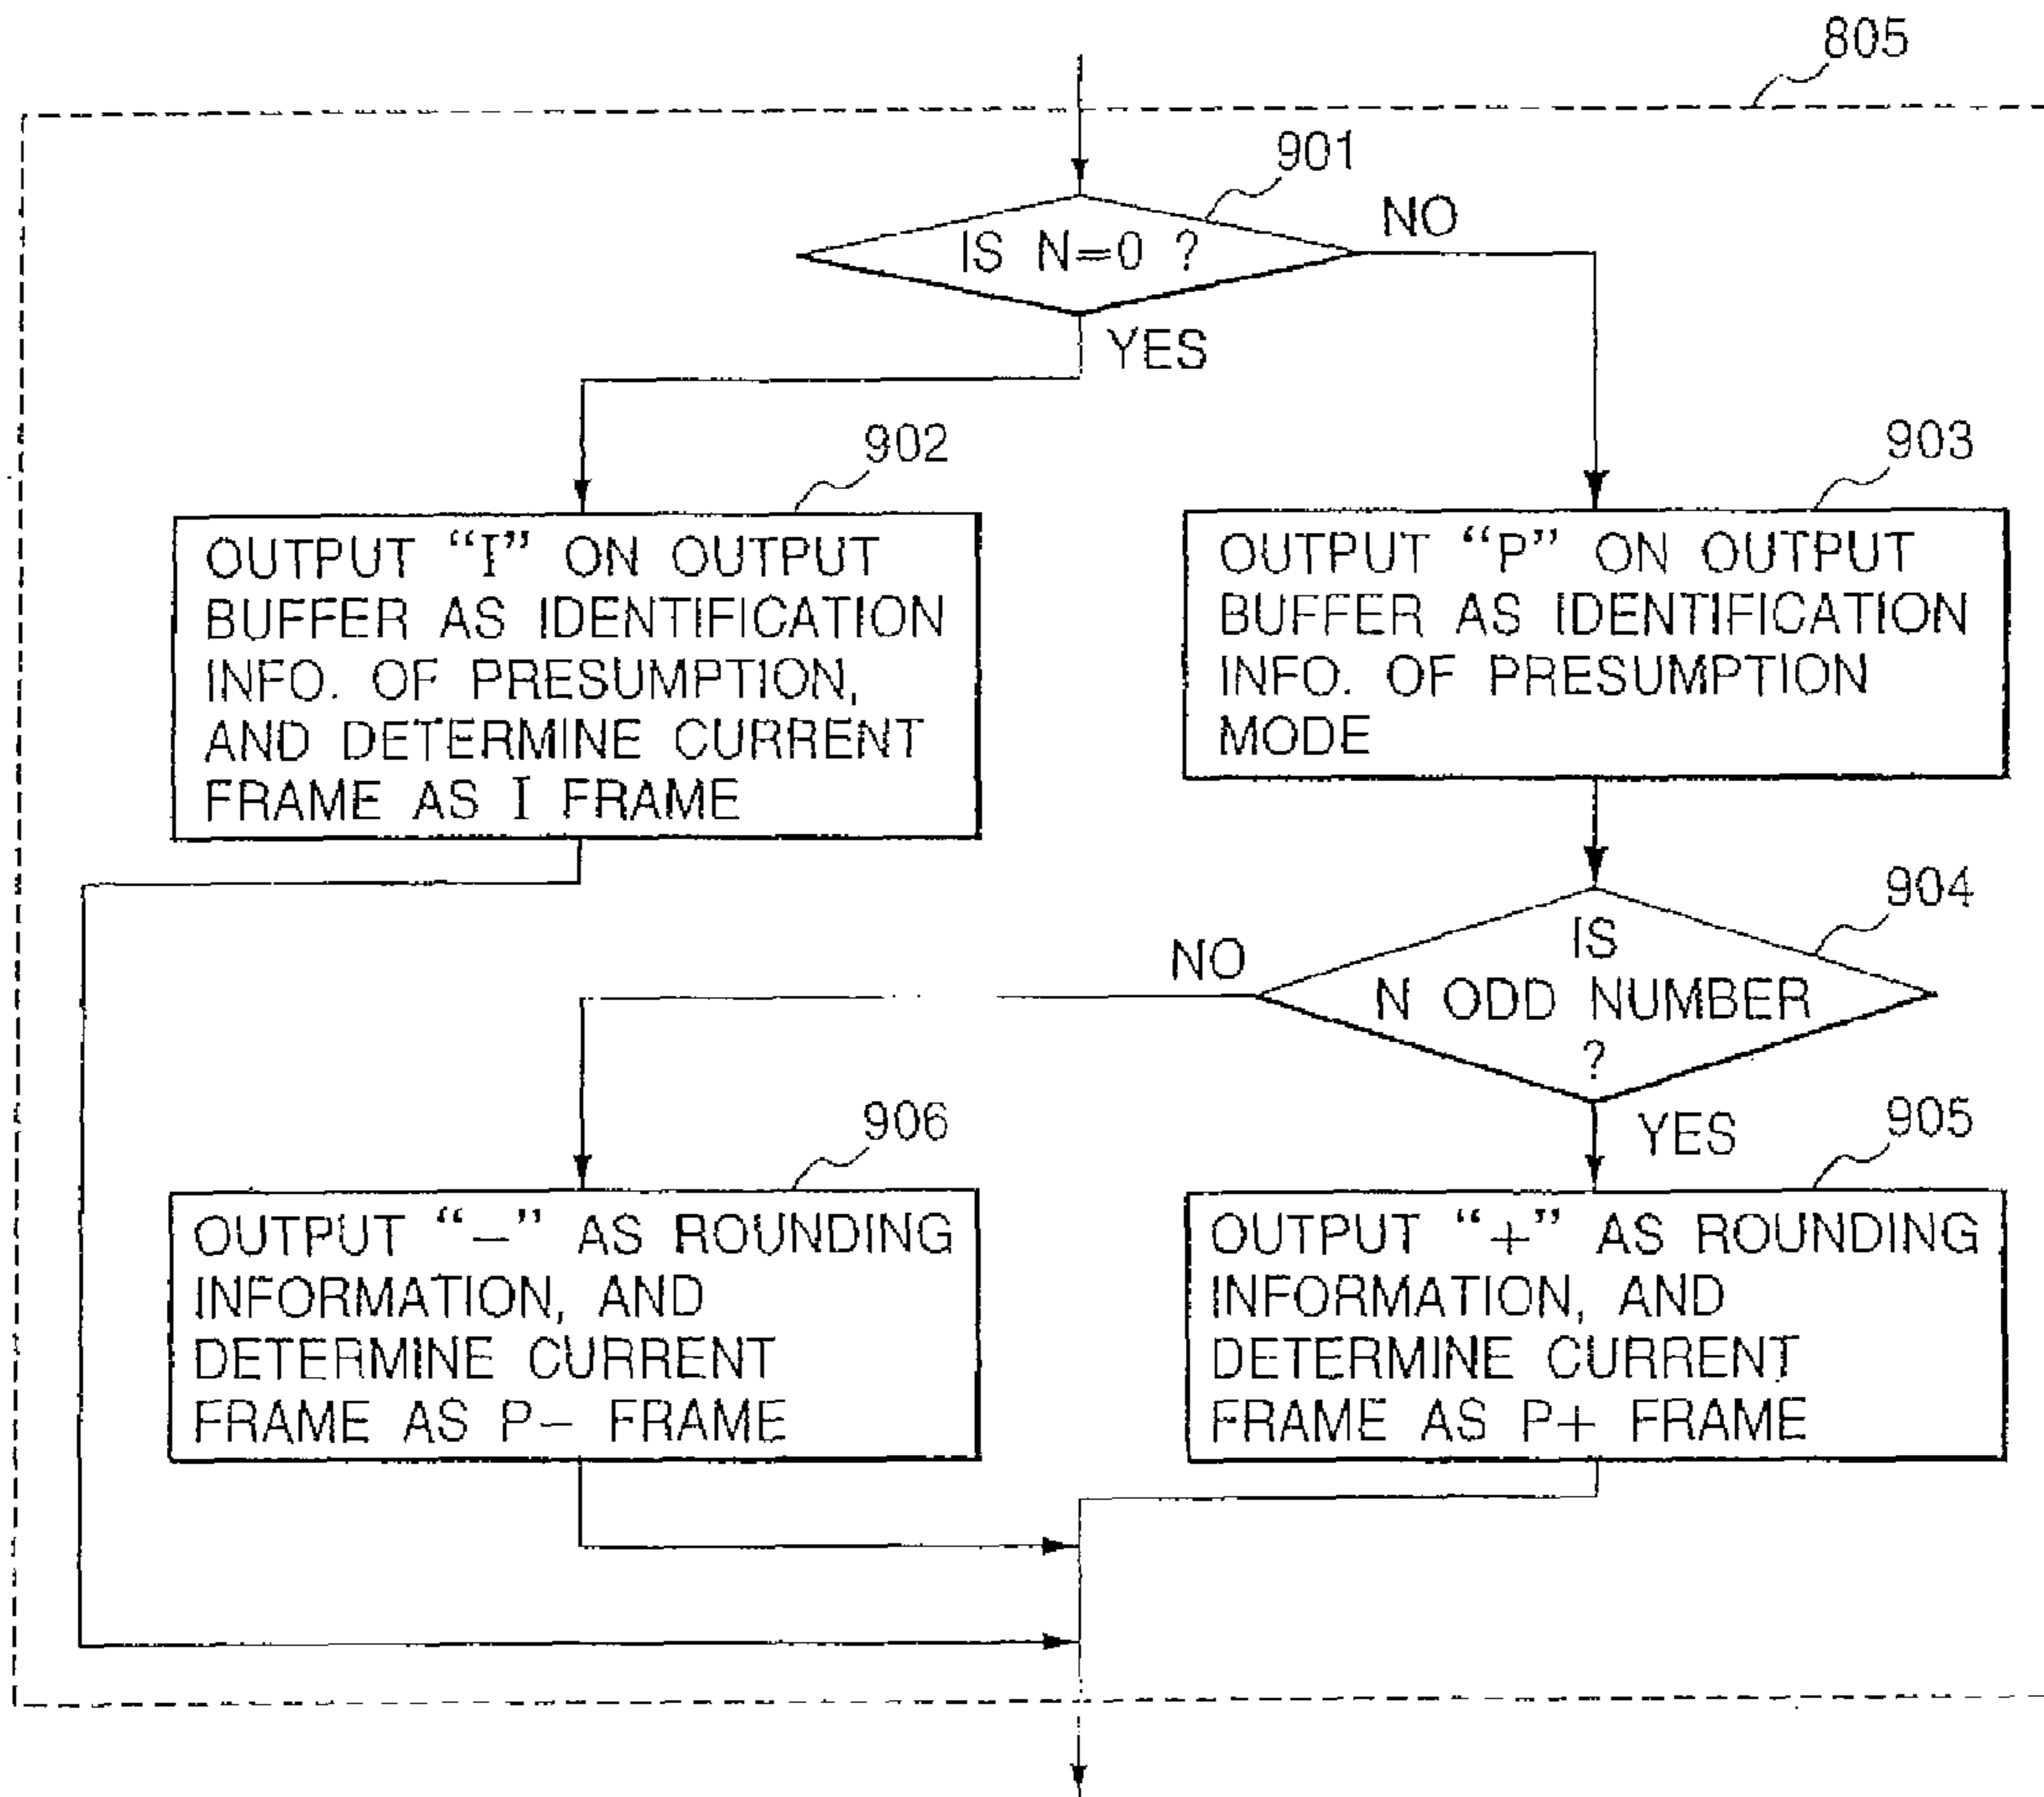 805
901
IS N=0 ?
NO
YES
902
OUTPUT “I” ON OUTPUT
BUFFER AS IDENTIFICATION
INFO. OF PRESUMPTION,
AND DETERMINE CURRENT
FRAME AS I FRAME
903
OUTPUT “P” ON OUTPUT
BUFFER AS IDENTIFICATION
INFO. OF PRESUMPTION
MODE
904
IS
N ODD NUMBER
?
NO
YES
906
OUTPUT “−” AS ROUNDING
INFORMATION, AND
DETERMINE CURRENT
FRAME AS P− FRAME
905
OUTPUT “+” AS ROUNDING
INFORMATION, AND
DETERMINE CURRENT
FRAME AS P+ FRAME